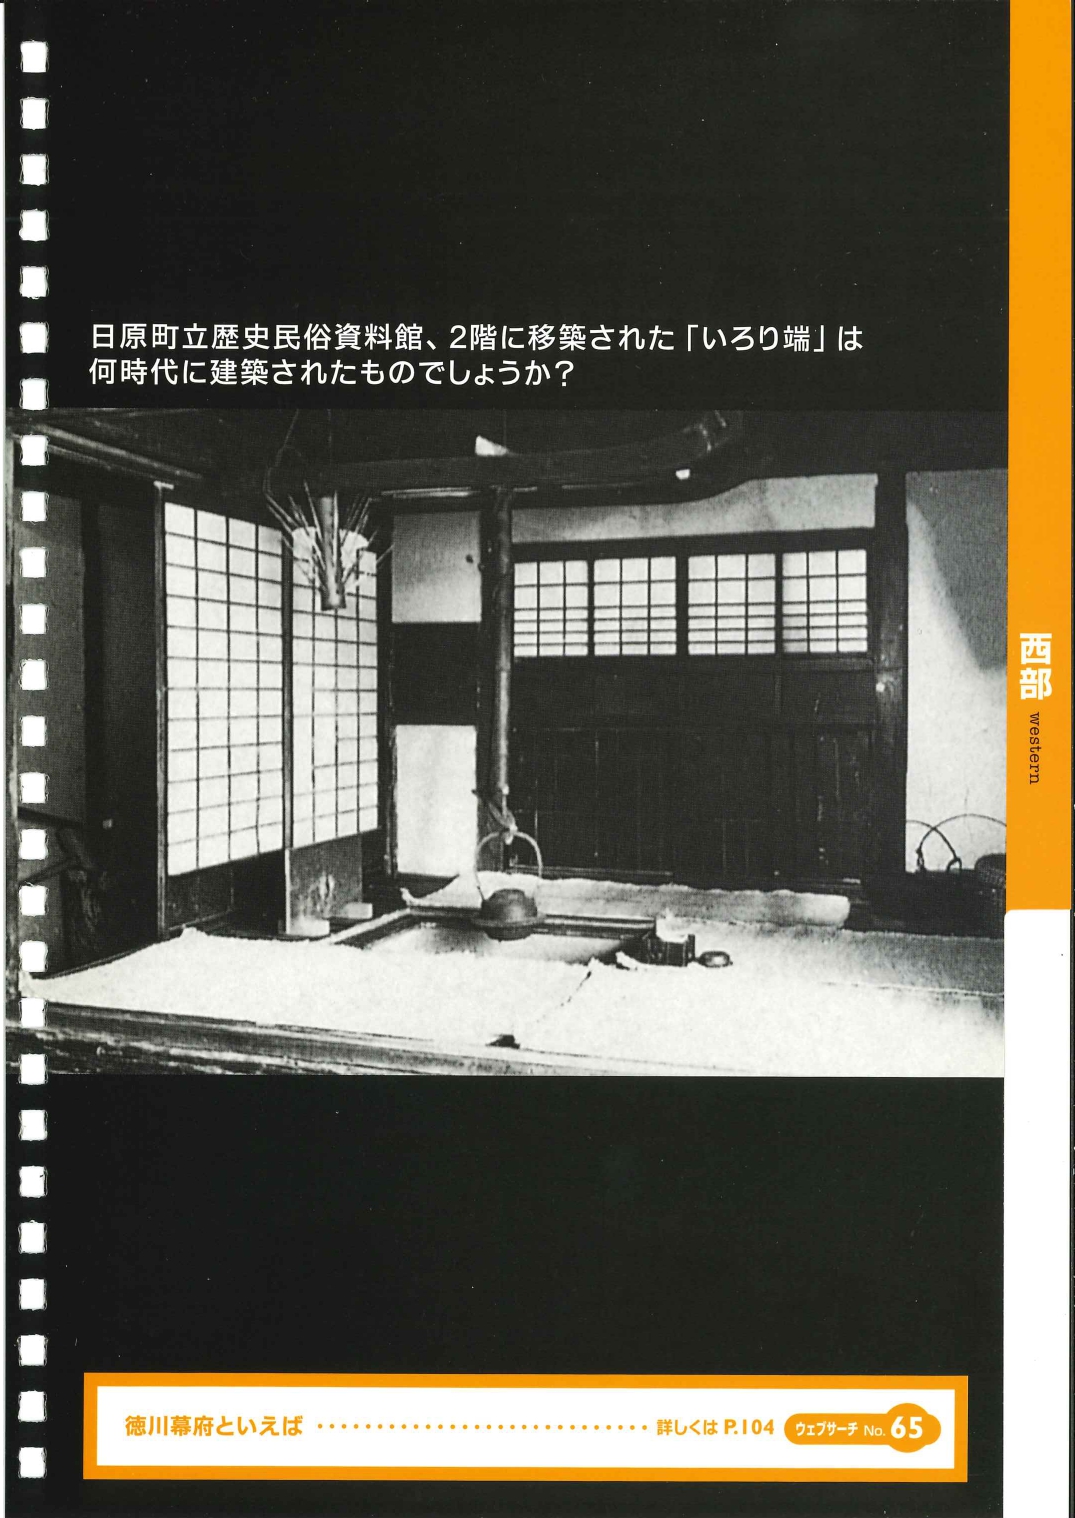 日原町立歴史民俗資料館、2階に移築された「いろり端」は
何時代に建築されたものでしょうか？
西部 western
徳川幕府といえば ････････････････････････････ 詳しくは P.104 ウェブサーチ No. 65